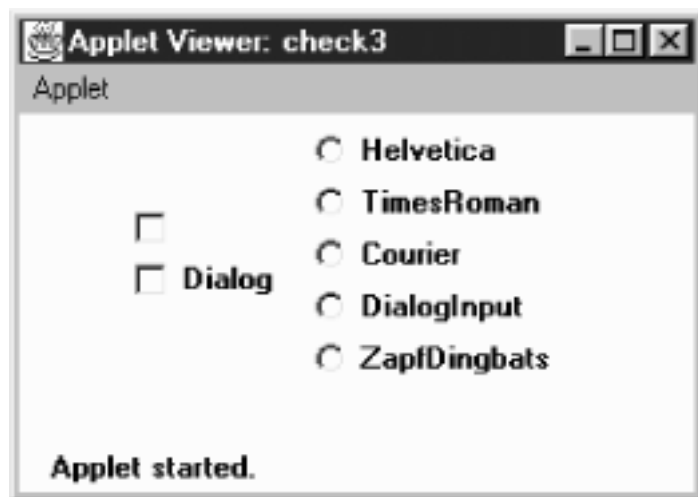 Applet Viewer: check3
Applet
Dialog
Helvetica
TimesRoman
Courier
DialogInput
ZapfDingbats
Applet started.